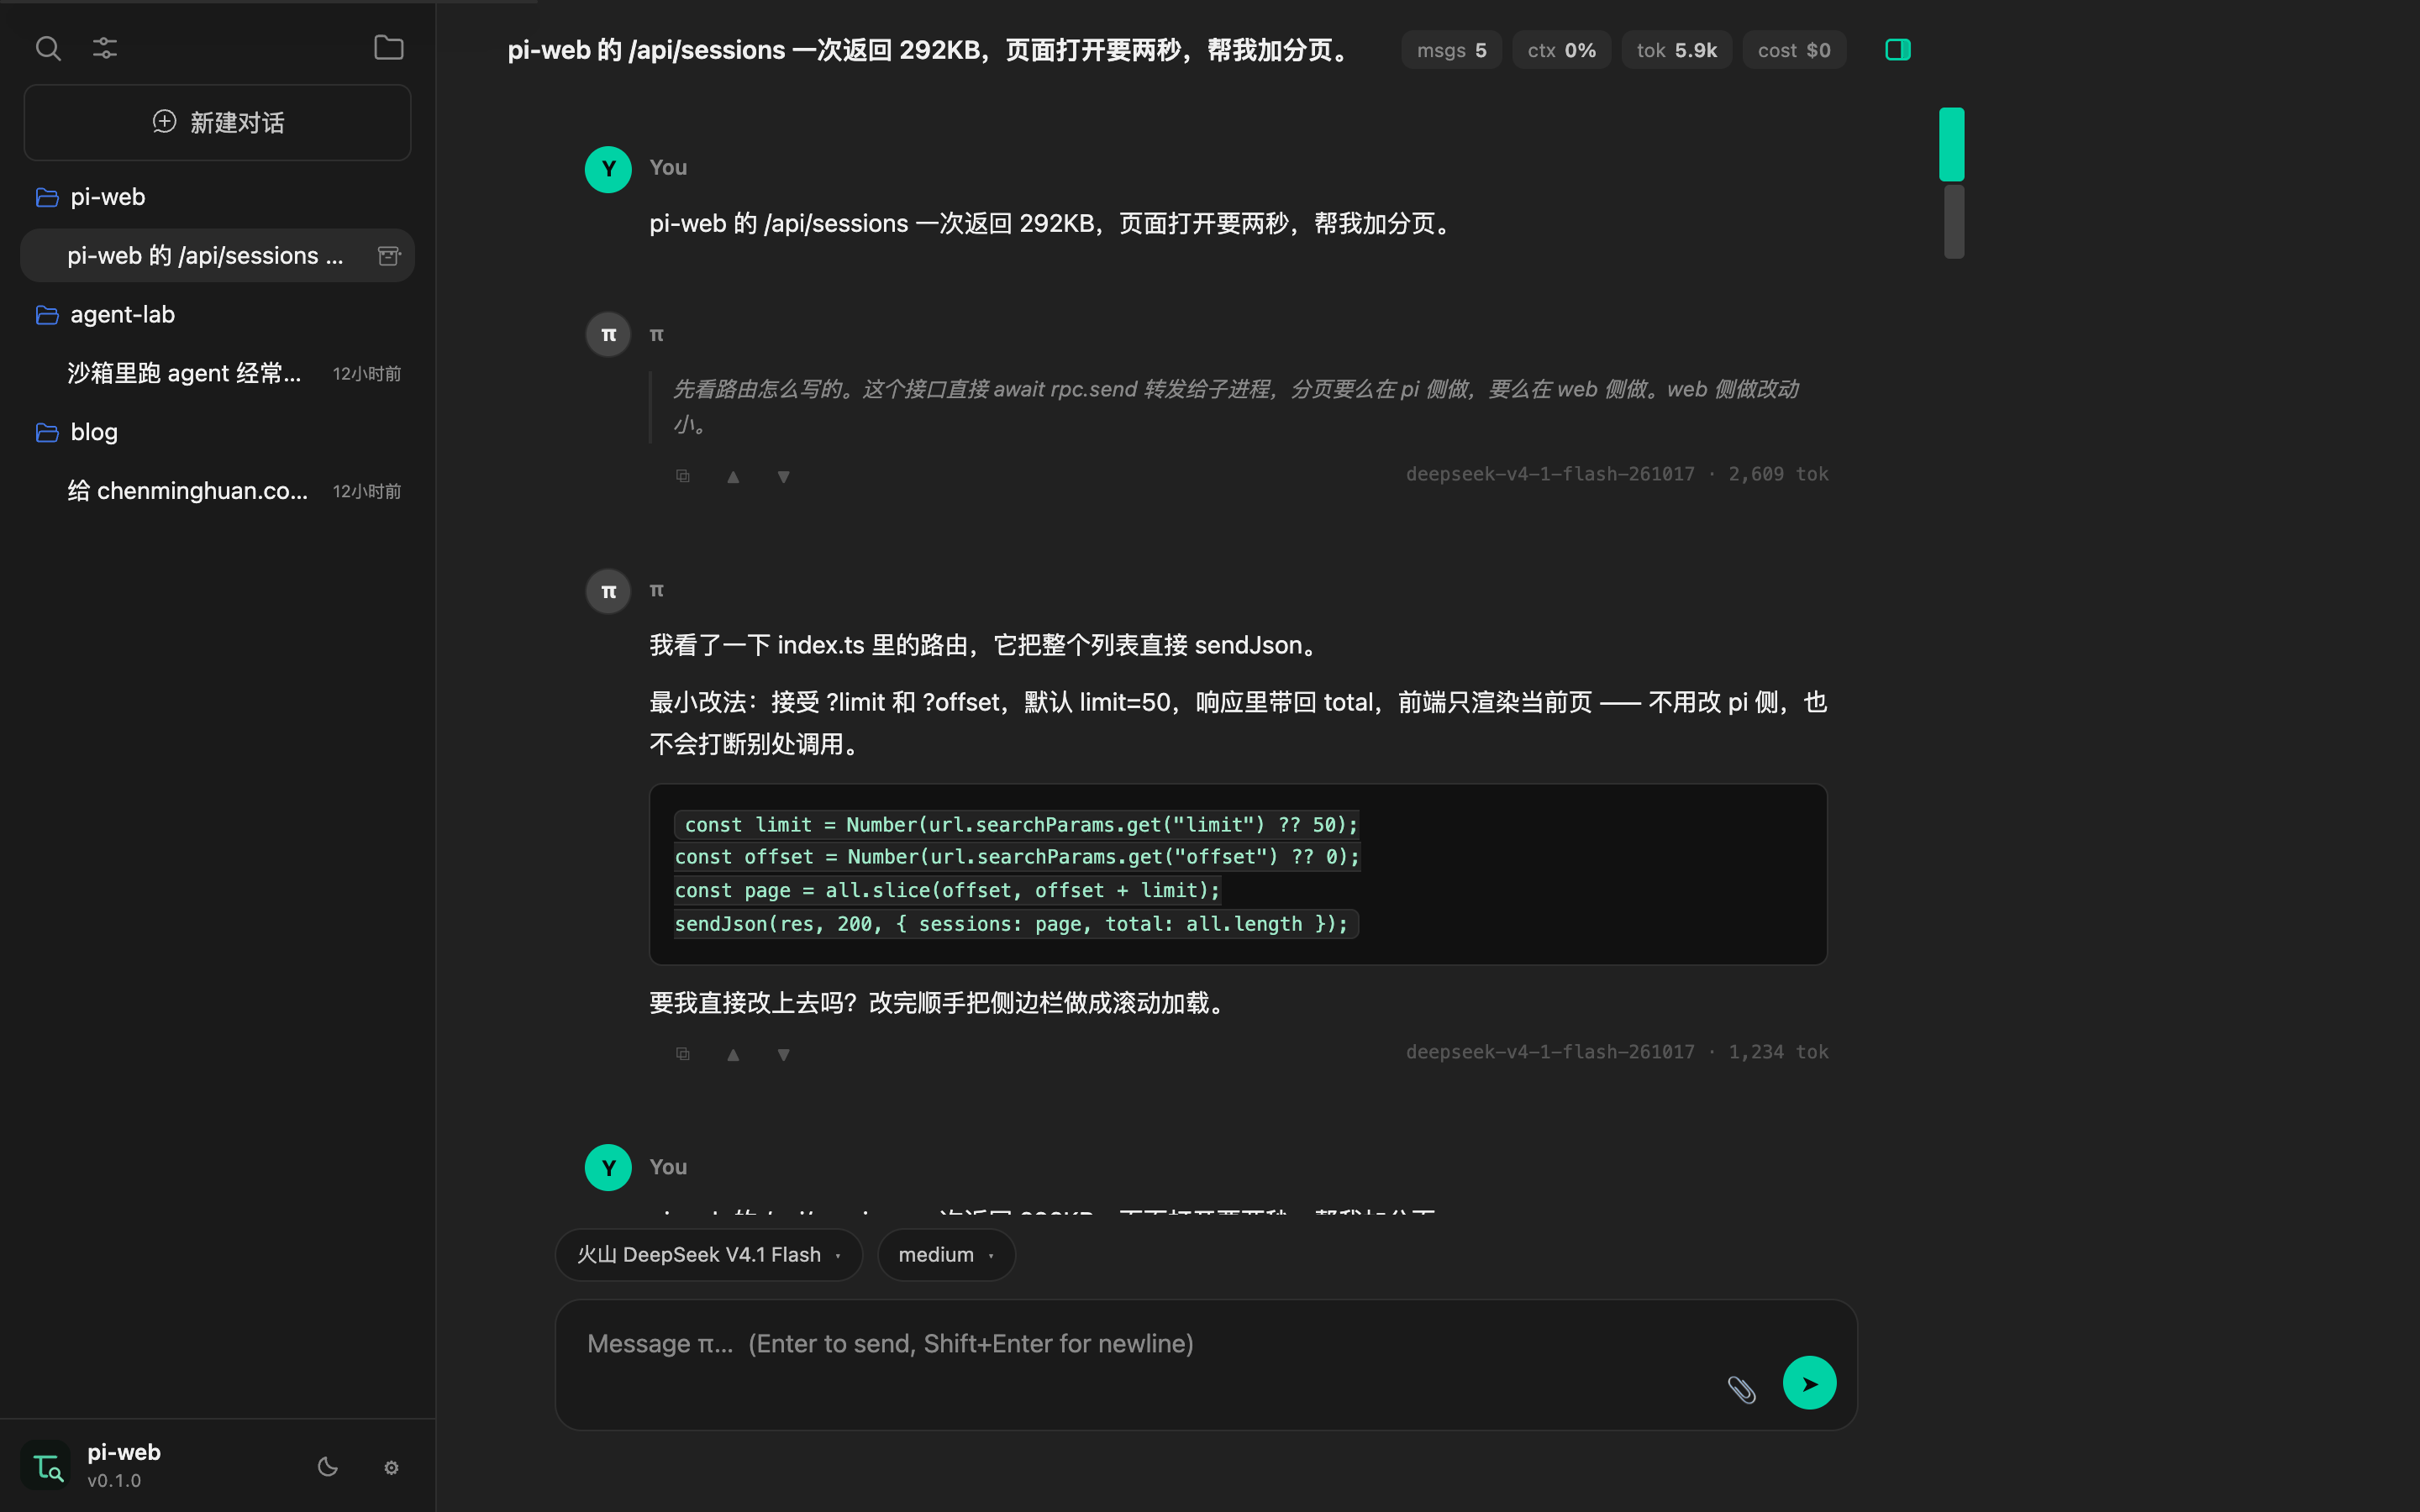 新建对话
pi-web
pi-web 的 /api/sessions ...
agent-lab
沙箱里跑 agent 经常... 12小时前
blog
给 chenminghuan.co... 12小时前
pi-web
v0.1.0
pi-web 的 /api/sessions 一次返回 292KB，页面打开要两秒，帮我加分页。
msgs 5 ctx 0% tok 5.9k cost $0
Y You
pi-web 的 /api/sessions 一次返回 292KB，页面打开要两秒，帮我加分页。
π π
先看路由怎么写的。这个接口直接 await rpc.send 转发给子进程，分页要么在 pi 侧做，要么在 web 侧做。web 侧做改动
小。
deepseek-v4-1-flash-261017 · 2,609 tok
π π
我看了一下 index.ts 里的路由，它把整个列表直接 sendJson。
最小改法：接受 ?limit 和 ?offset，默认 limit=50，响应里带回 total，前端只渲染当前页 —— 不用改 pi 侧，也
不会打断别处调用。
const limit = Number(url.searchParams.get("limit") ?? 50);
const offset = Number(url.searchParams.get("offset") ?? 0);
const page = all.slice(offset, offset + limit);
sendJson(res, 200, { sessions: page, total: all.length });
要我直接改上去吗？改完顺手把侧边栏做成滚动加载。
deepseek-v4-1-flash-261017 · 1,234 tok
Y You
火山 DeepSeek V4.1 Flash
medium
Message π... (Enter to send, Shift+Enter for newline)